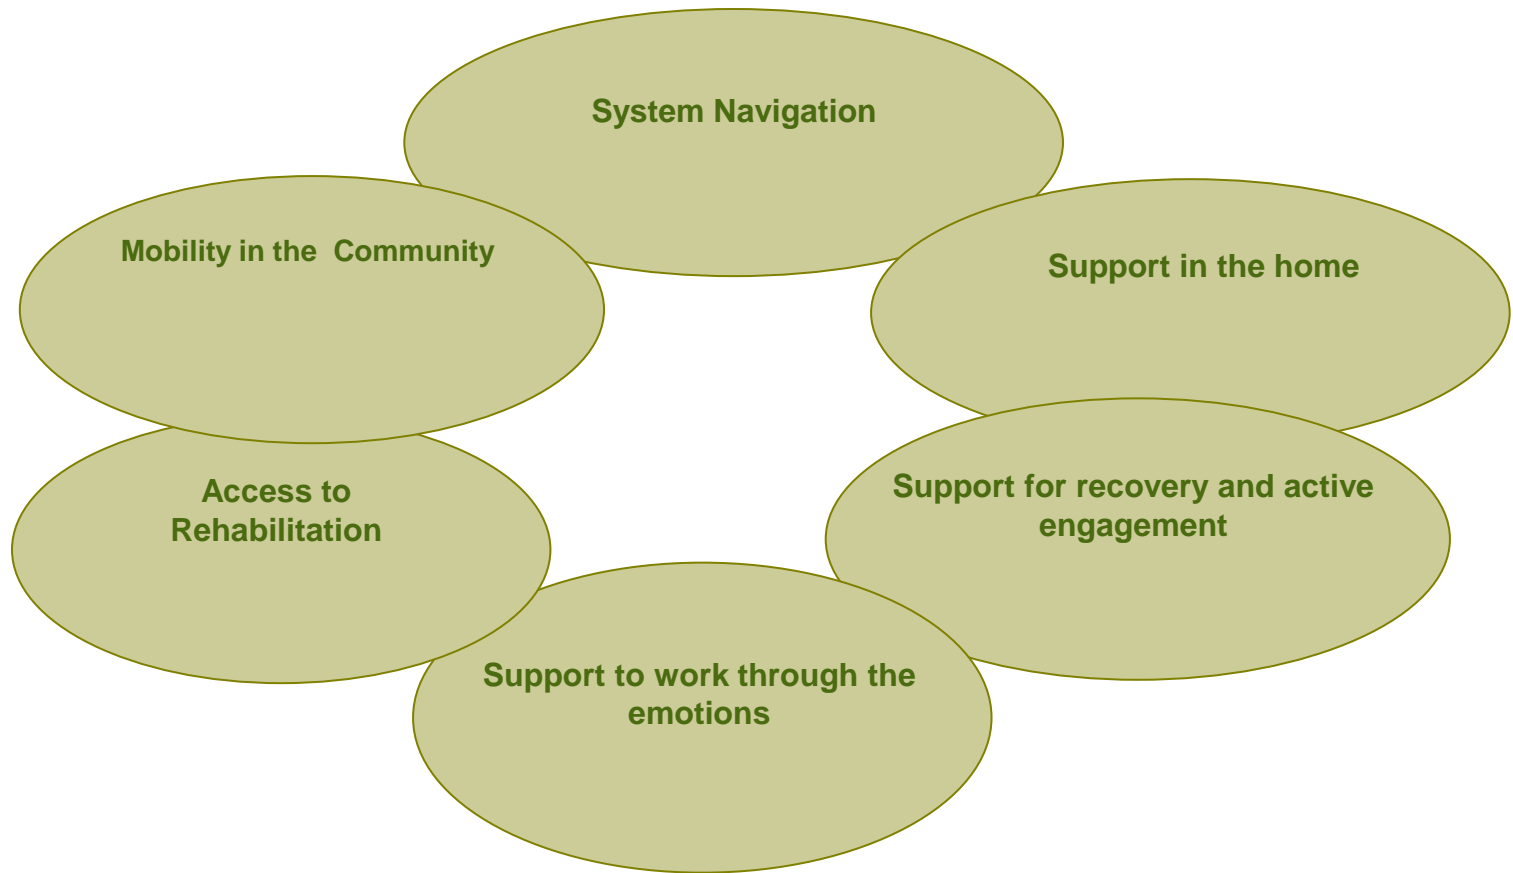 System Navigation
Mobility in the  Community
Support in the home
Support for recovery and active
engagement
Access to
Rehabilitation
Support to work through the
emotions